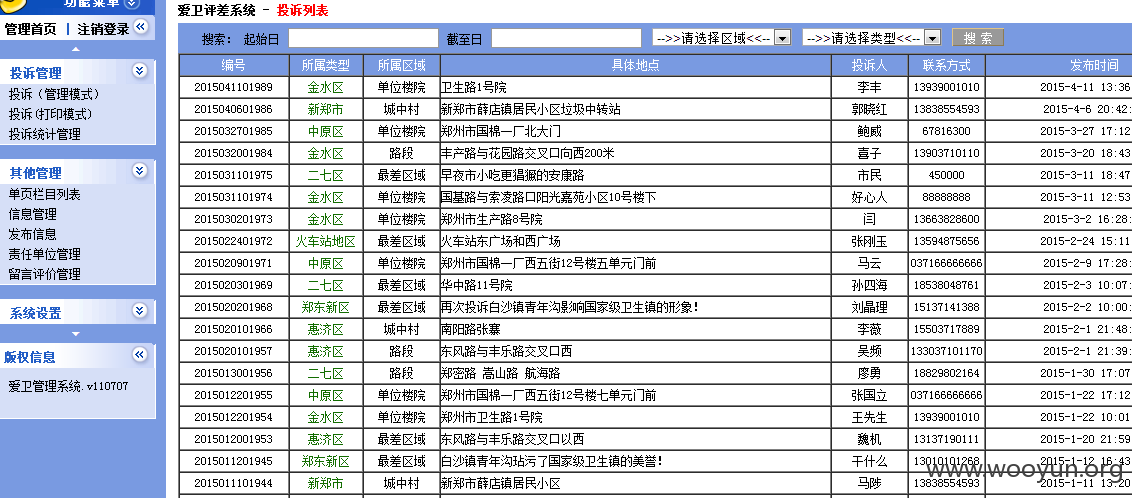 功能菜单
管理首页 | 注销登录
投诉管理
投诉（管理模式）
投诉(打印模式)
投诉统计管理
其他管理
单页栏目列表
信息管理
发布信息
责任单位管理
留言评价管理
系统设置
版权信息
爱卫管理系统. v110707
爱卫评差系统 - 投诉列表
搜索： 起始日 截至日 -->>请选择区域<<-- -->>请选择类型<<-- 搜 索
编号 所属类型 所属区域 具体地点 投诉人 联系方式 发布时间
2015041101989 金水区 单位楼院 卫生路1号院 李丰 13939001010 2015-4-11 13:36
2015040601986 新郑市 城中村 新郑市薛店镇居民小区垃圾中转站 郭晓红 13838554593 2015-4-6 20:42:
2015032701985 中原区 单位楼院 郑州市国棉一厂北大门 鲍威 67816300 2015-3-27 17:12
2015032001984 金水区 路段 丰产路与花园路交叉口向西200米 喜子 13903710110 2015-3-20 18:43
2015031101975 二七区 最差区域 早夜市小吃更猖獗的安康路 市民 450000 2015-3-11 18:47
2015031101974 金水区 单位楼院 国基路与索凌路口阳光嘉苑小区10号楼下 好心人 88888888 2015-3-11 12:53
2015030201973 金水区 单位楼院 郑州市生产路8号院 闫 13663828600 2015-3-2 16:28:
2015022401972 火车站地区 最差区域 火车站东广场和西广场 张刚玉 13594875656 2015-2-24 15:11
2015020901971 中原区 单位楼院 郑州市国棉一厂西五街12号楼五单元门前 马云 037166666666 2015-2-9 17:28:
2015020301969 二七区 单位楼院 华中路11号院 孙四海 18538048761 2015-2-3 10:07:
2015020201968 郑东新区 最差区域 再次投诉白沙镇青年沟影响国家级卫生镇的形象! 刘晶理 15137141388 2015-2-2 10:00:
2015020101966 惠济区 城中村 南阳路张寨 李薇 15503717889 2015-2-1 21:48:
2015020101957 惠济区 路段 东风路与丰乐路交叉口西 吴频 133037101170 2015-2-1 21:39:
2015013001956 二七区 路段 郑密路 嵩山路 航海路 廖勇 18829802164 2015-1-30 17:07
2015012201955 中原区 单位楼院 郑州市国棉一厂西五街12号楼七单元门前 张国立 037166666666 2015-1-22 17:12
2015012201954 金水区 单位楼院 郑州市卫生路1号院 王先生 13939001010 2015-1-22 10:01
2015012001953 惠济区 最差区域 东风路与丰乐路交叉口以西 魏机 13137190111 2015-1-20 21:59
2015011201945 郑东新区 最差区域 白沙镇青年沟玷污了国家级卫生镇的美誉! 干什么 13010101268 2015-1-12 16:43
2015011101944 新郑市 城中村 新郑市薛店镇居民小区 马陟 13838554593 2015-1-11 13:20
www.wooyun.org